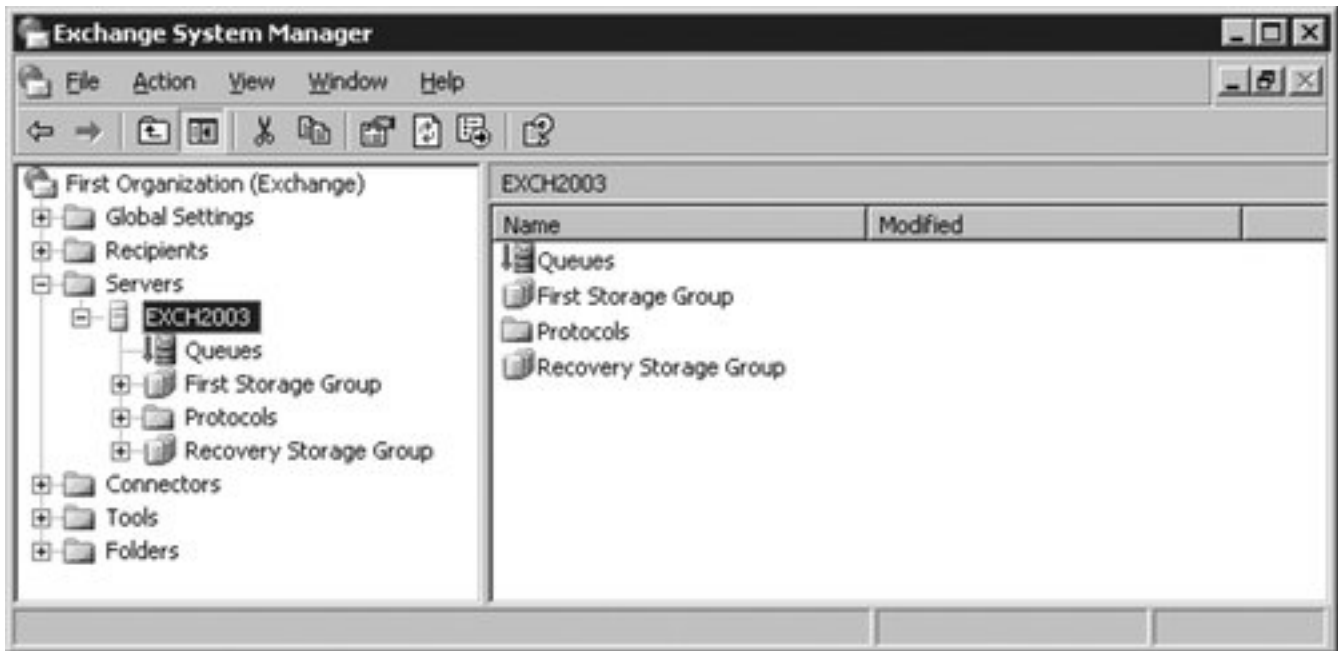 Exchange System Manager
File Action View Window Help
First Organization (Exchange)
Global Settings
Recipients
Servers
EXCH2003
Queues
First Storage Group
Protocols
Recovery Storage Group
Connectors
Tools
Folders
EXCH2003
Name Modified
Queues
First Storage Group
Protocols
Recovery Storage Group